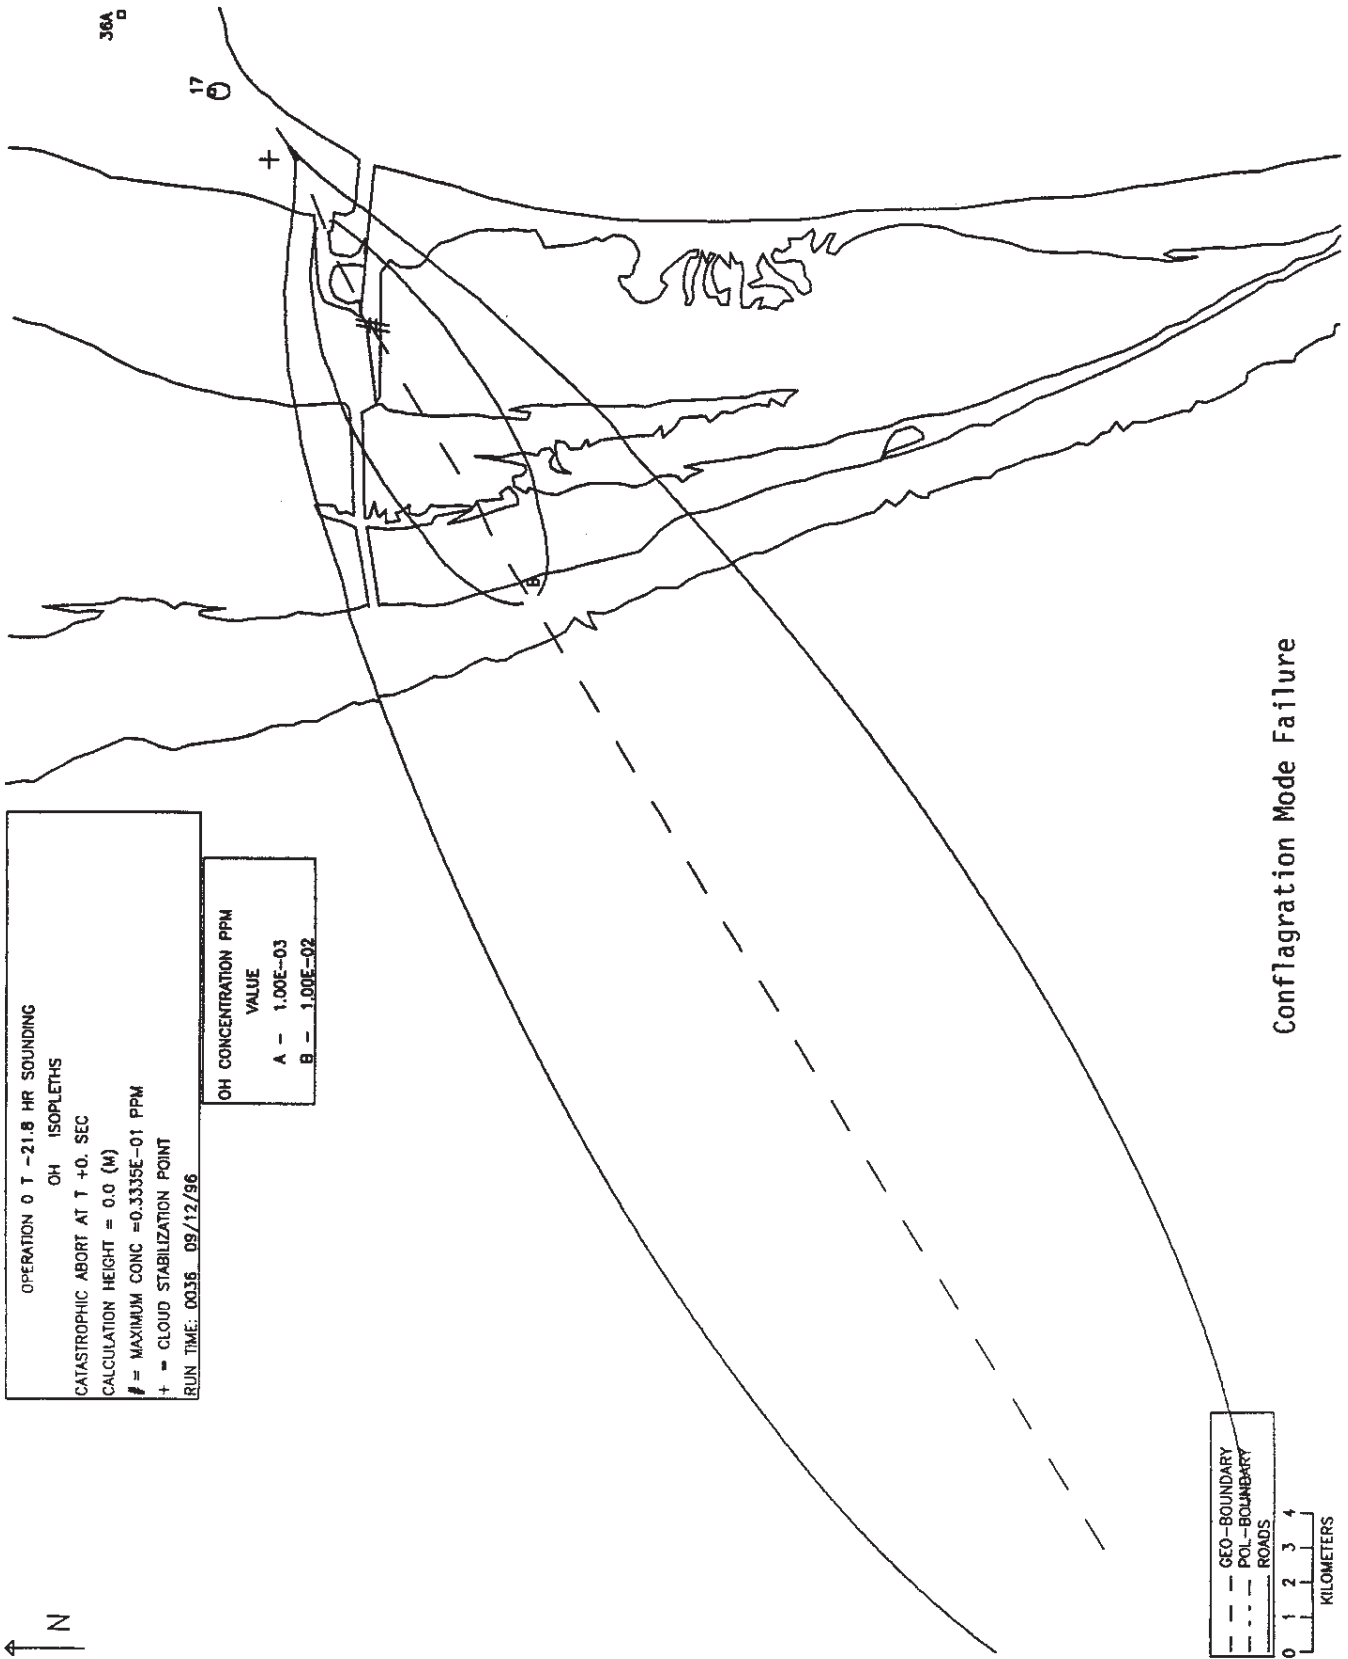 OPERATION 0 T -21.8 HR SOUNDING
OH ISOPLETHS
CATASTROPHIC ABORT AT T +0. SEC
CALCULATION HEIGHT = 0.0 (M)
# = MAXIMUM CONC =0.3335E-01 PPM
+ = CLOUD STABILIZATION POINT
RUN TIME: 0036 09/12/96
OH CONCENTRATION PPM
VALUE
A - 1.00E-03
B - 1.00E-02
36A
17
+
B
N
GEO-BOUNDARY
POL-BOUNDARY
ROADS
0 1 2 3 4
KILOMETERS
Conflagration Mode Failure